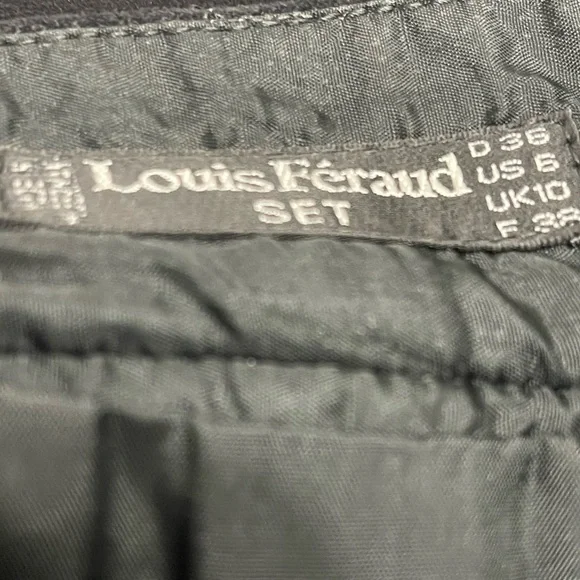 Louis Féraud
SET
D 36
US 6
UK10
F 38